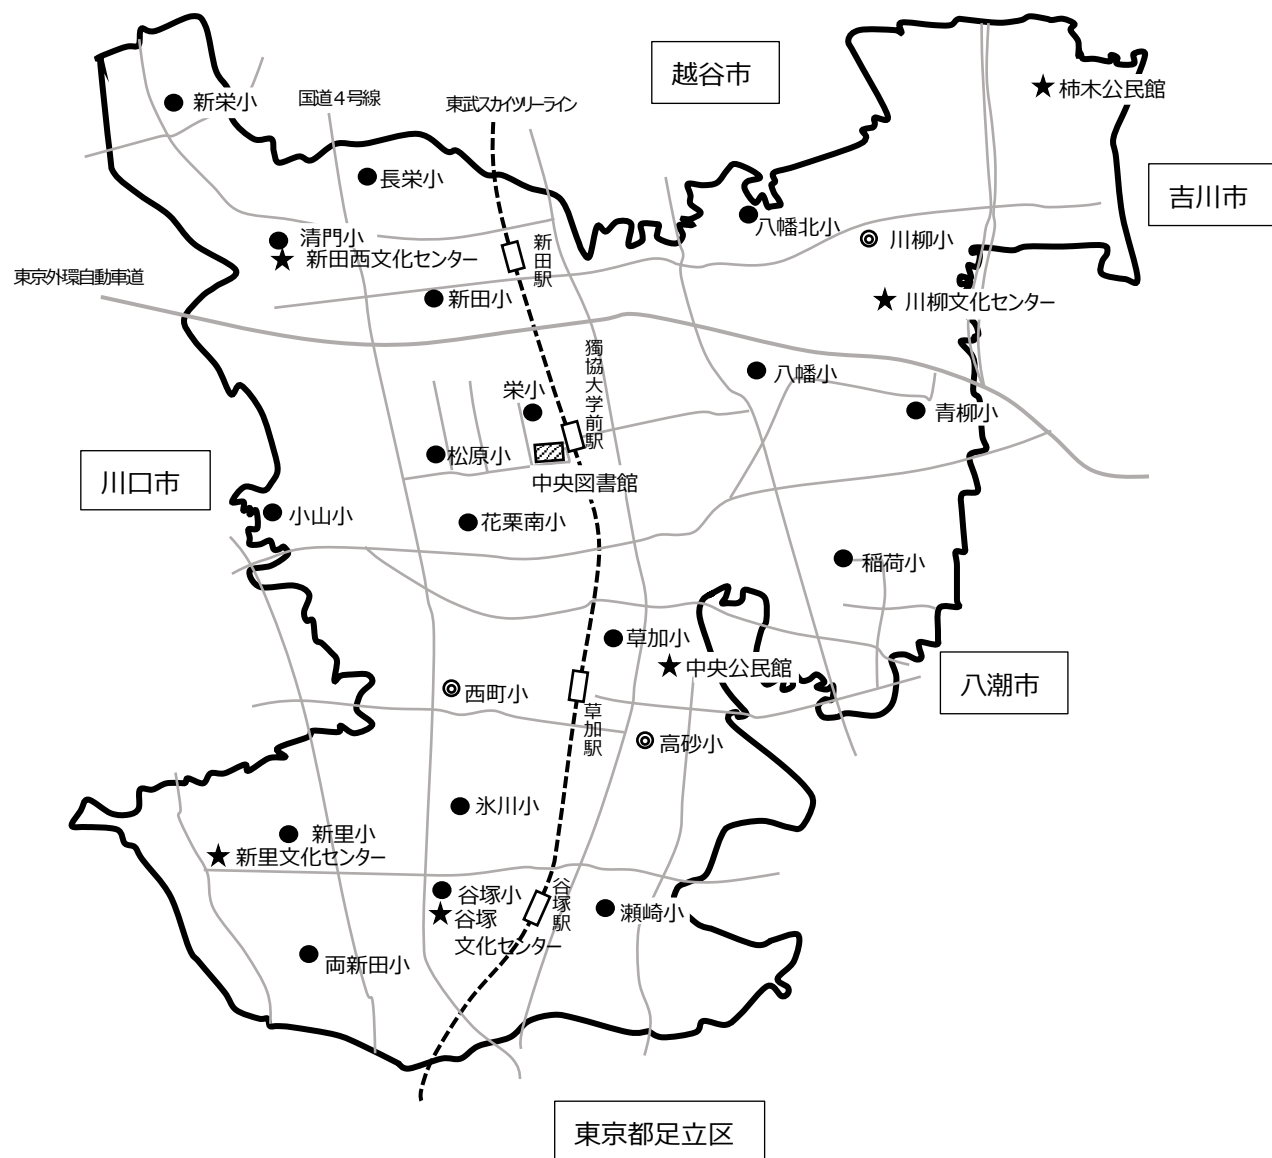 越谷市
柿木公民館
新栄小
国道4号線
東武スカイツリーライン
長栄小
吉川市
八幡北小
川柳小
清門小
新田西文化センター
新田駅
東京外環自動車道
新田小
川柳文化センター
獨協大学前駅
八幡小
栄小
青柳小
松原小
川口市
中央図書館
小山小
花栗南小
稲荷小
草加小
中央公民館
八潮市
西町小
草加駅
高砂小
氷川小
新里小
新里文化センター
谷塚小
谷塚
文化センター
谷塚駅
瀬崎小
両新田小
東京都足立区